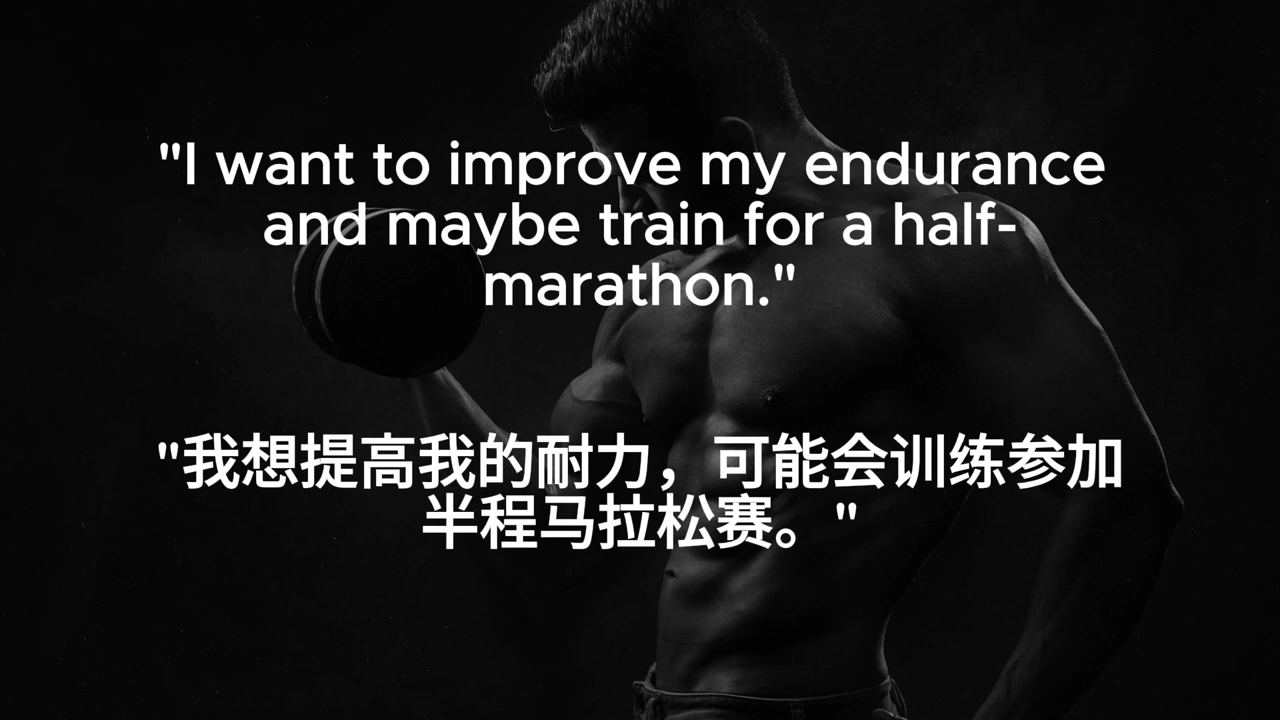 "I want to improve my endurance
and maybe train for a half-
marathon."
"我想提高我的耐力，可能会训练参加
半程马拉松赛。"